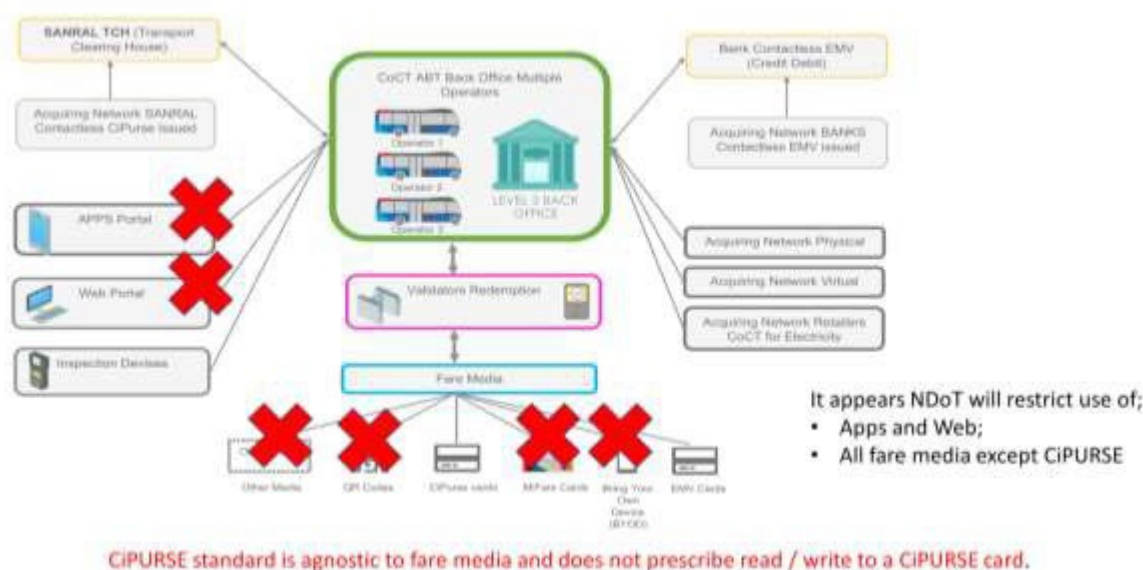 SANRAL TCH (Transport
Clearing House)
Acquiring Network SANRAL
Contactless CiPurse issued
APPS Portal
Web Portal
Inspection Devices
CoCT ABT Back Office Multiple
Operators
Operator 1
Operator 2
Operator 3
LEVEL 3 BACK
OFFICE
Validators Redemption
Fare Media
Other Media
QR Codes
CiPurse cards
MiFare Cards
Bring Your
Own
Device
(BYOD)
EMV Cards
Bank Contactless EMV
(Credit Debit)
Acquiring Network BANKS
Contactless EMV issued
Acquiring Network Physical
Acquiring Network Virtual
Acquiring Network Retailers
CoCT for Electricity
It appears NDoT will restrict use of;
• Apps and Web;
• All fare media except CiPURSE
CiPURSE standard is agnostic to fare media and does not prescribe read / write to a CiPURSE card.